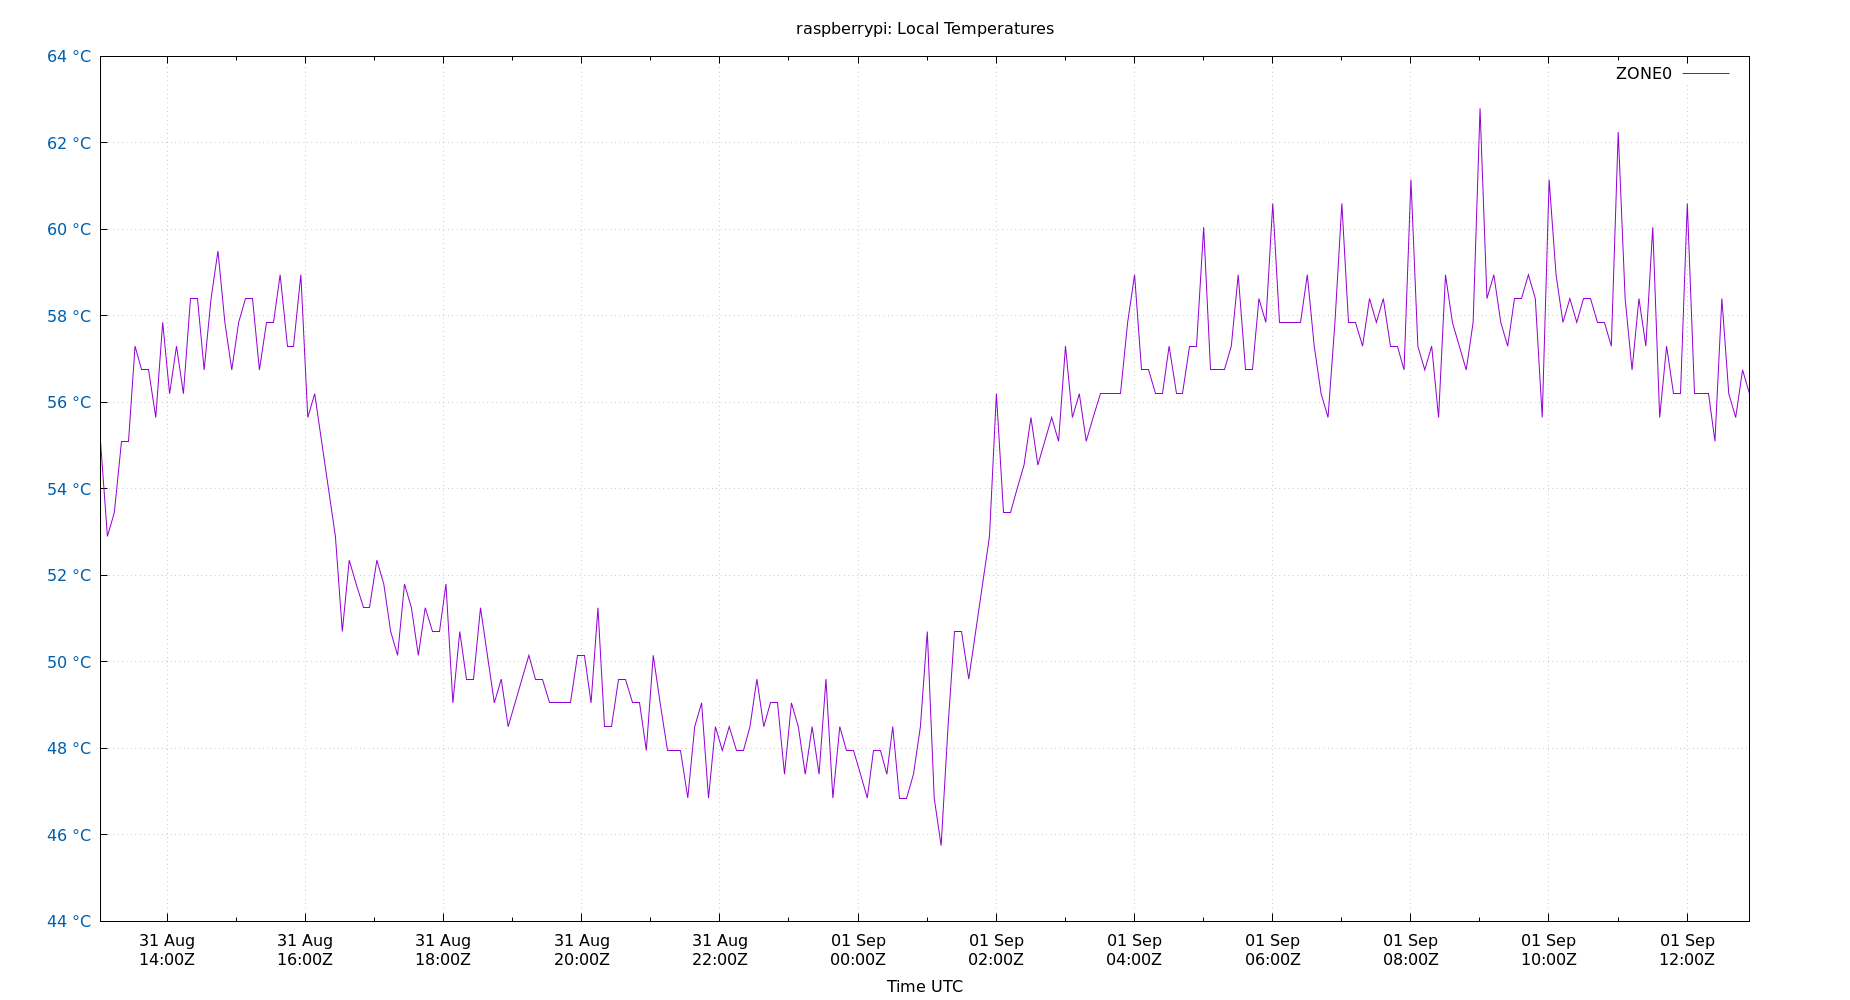 raspberrypi: Local Temperatures
ZONE0
64 °C
62 °C
60 °C
58 °C
56 °C
54 °C
52 °C
50 °C
48 °C
46 °C
44 °C
31 Aug 31 Aug 31 Aug 31 Aug 31 Aug 01 Sep 01 Sep 01 Sep 01 Sep 01 Sep 01 Sep 01 Sep
14:00Z 16:00Z 18:00Z 20:00Z 22:00Z 00:00Z 02:00Z 04:00Z 06:00Z 08:00Z 10:00Z 12:00Z
Time UTC